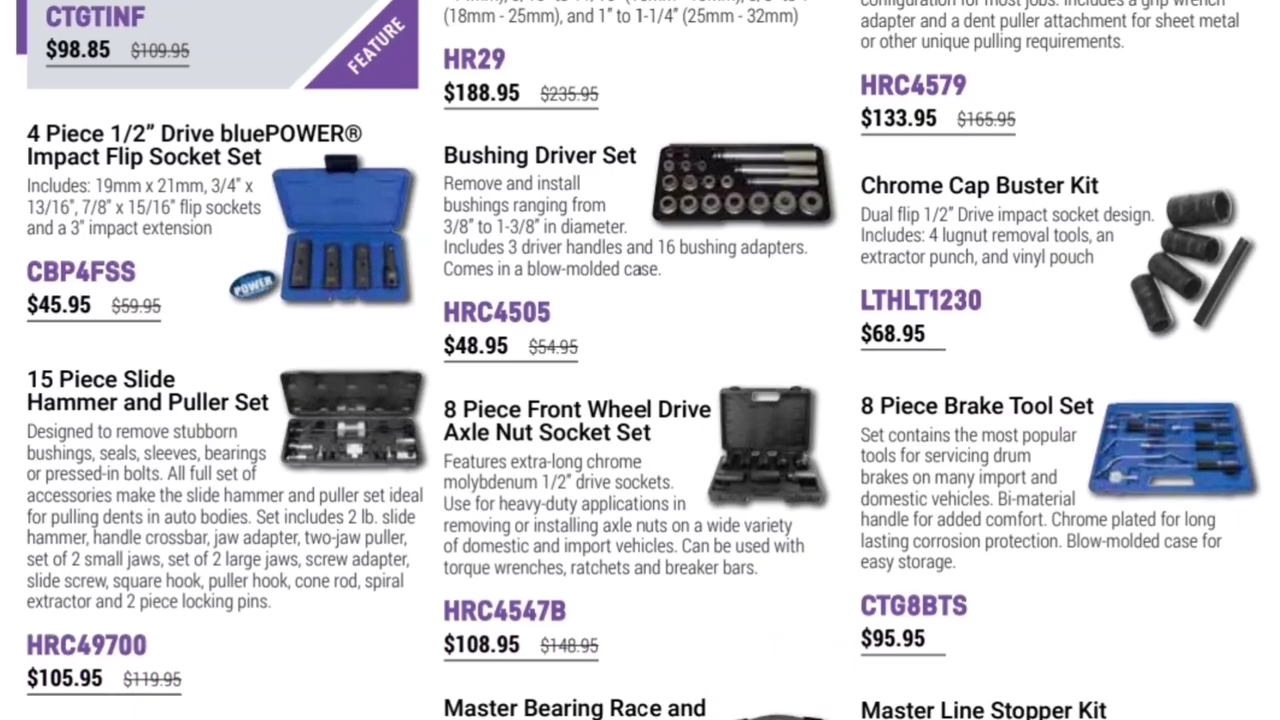 CTGTINF
$98.85 $109.95
FEATURE
4 Piece 1/2” Drive bluePOWER®
Impact Flip Socket Set
Includes: 19mm x 21mm, 3/4” x
13/16”, 7/8” x 15/16” flip sockets
and a 3” impact extension
POWER
CBP4FSS
$45.95 $59.95
15 Piece Slide
Hammer and Puller Set
Designed to remove stubborn
bushings, seals, sleeves, bearings
or pressed-in bolts. All full set of
accessories make the slide hammer and puller set ideal
for pulling dents in auto bodies. Set includes 2 lb. slide
hammer, handle crossbar, jaw adapter, two-jaw puller,
set of 2 small jaws, set of 2 large jaws, screw adapter,
slide screw, square hook, puller hook, cone rod, spiral
extractor and 2 piece locking pins.
HRC49700
$105.95 $119.95
(18mm - 25mm), and 1” to 1-1/4” (25mm - 32mm)
HR29
$188.95 $235.95
Bushing Driver Set
Remove and install
bushings ranging from
3/8” to 1-3/8” in diameter.
Includes 3 driver handles and 16 bushing adapters.
Comes in a blow-molded case.
HRC4505
$48.95 $54.95
8 Piece Front Wheel Drive
Axle Nut Socket Set
Features extra-long chrome
molybdenum 1/2” drive sockets.
Use for heavy-duty applications in
removing or installing axle nuts on a wide variety
of domestic and import vehicles. Can be used with
torque wrenches, ratchets and breaker bars.
HRC4547B
$108.95 $148.95
Master Bearing Race and
configuration for most jobs. Includes a grip wrench
adapter and a dent puller attachment for sheet metal
or other unique pulling requirements.
HRC4579
$133.95 $165.95
Chrome Cap Buster Kit
Dual flip 1/2” Drive impact socket design.
Includes: 4 lugnut removal tools, an
extractor punch, and vinyl pouch
LTHLT1230
$68.95
8 Piece Brake Tool Set
Set contains the most popular
tools for servicing drum
brakes on many import and
domestic vehicles. Bi-material
handle for added comfort. Chrome plated for long
lasting corrosion protection. Blow-molded case for
easy storage.
CTG8BTS
$95.95
Master Line Stopper Kit